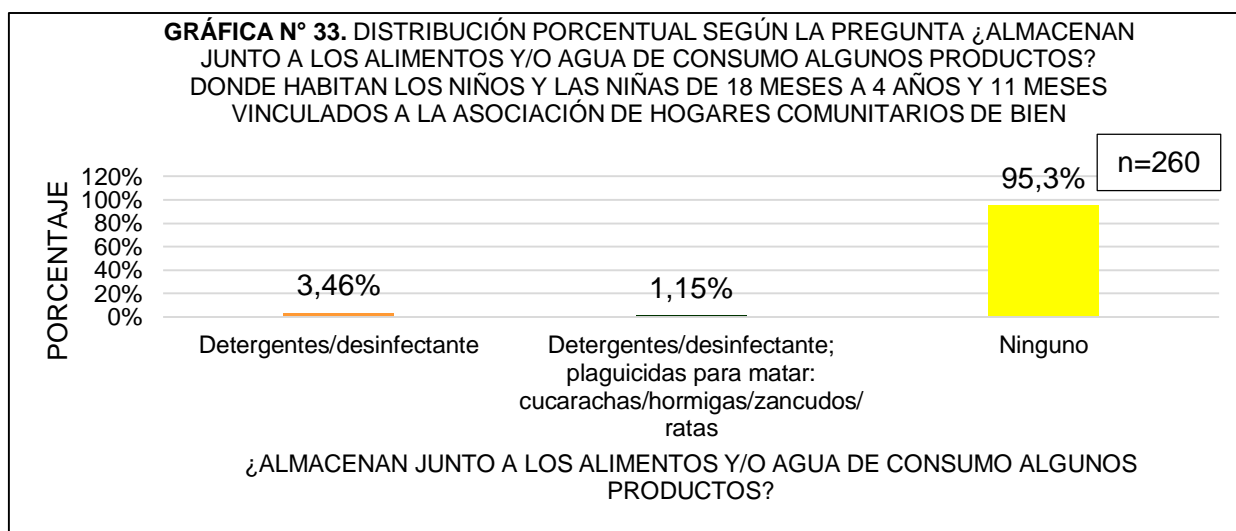 GRÁFICA N° 33. DISTRIBUCIÓN PORCENTUAL SEGÚN LA PREGUNTA ¿ALMACENAN
JUNTO A LOS ALIMENTOS Y/O AGUA DE CONSUMO ALGUNOS PRODUCTOS?
DONDE HABITAN LOS NIÑOS Y LAS NIÑAS DE 18 MESES A 4 AÑOS Y 11 MESES
VINCULADOS A LA ASOCIACIÓN DE HOGARES COMUNITARIOS DE BIEN
n=260
PORCENTAJE
120%
100%
80%
60%
40%
20%
0%
3,46%
1,15%
95,3%
Detergentes/desinfectante
Detergentes/desinfectante;
plaguicidas para matar:
cucarachas/hormigas/zancudos/
ratas
Ninguno
¿ALMACENAN JUNTO A LOS ALIMENTOS Y/O AGUA DE CONSUMO ALGUNOS
PRODUCTOS?